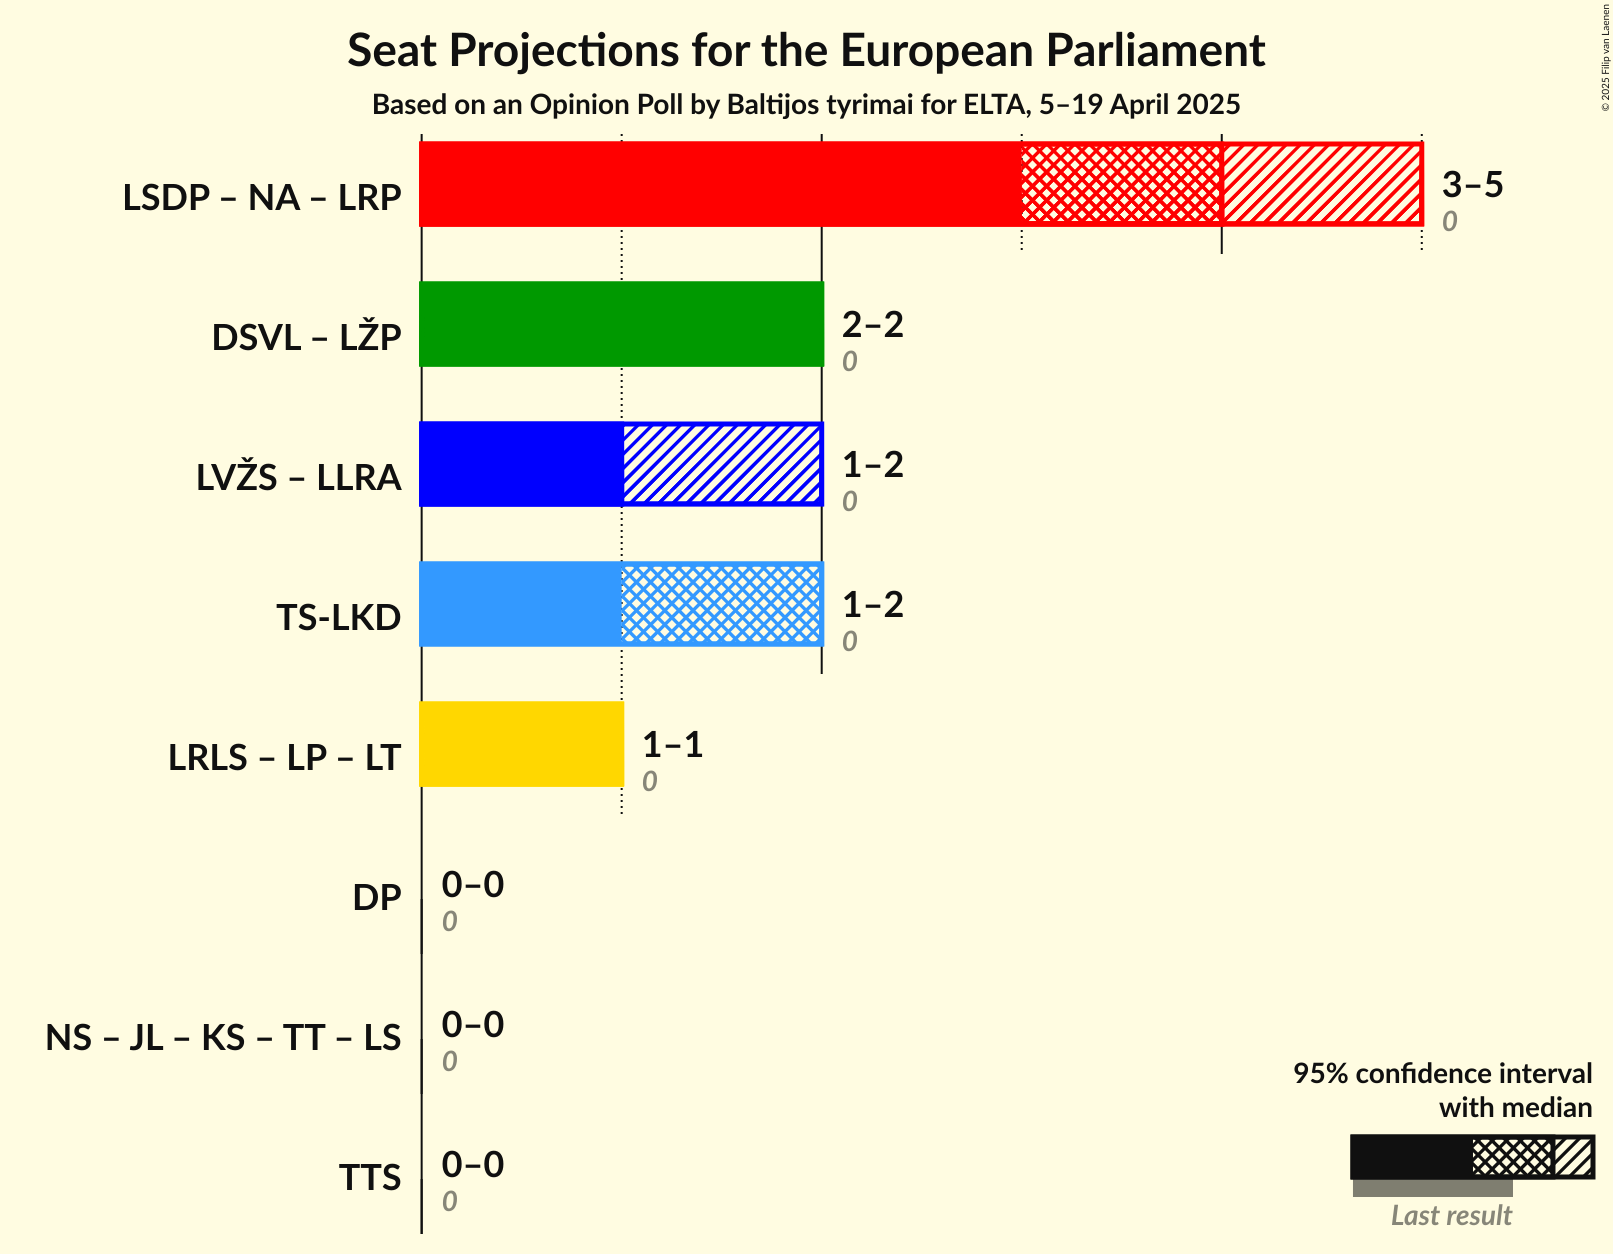 Seat Projections for the European Parliament
Based on an Opinion Poll by Baltijos tyrimai for ELTA, 5–19 April 2025
© 2025 Filip van Laenen
LSDP – NA – LRP
3–5
0
DSVL – LŽP
2–2
0
LVŽS – LLRA
1–2
0
TS-LKD
1–2
0
LRLS – LP – LT
1–1
0
DP
0–0
0
NS – JL – KS – TT – LS
0–0
0
TTS
0–0
0
95% confidence interval
with median
Last result